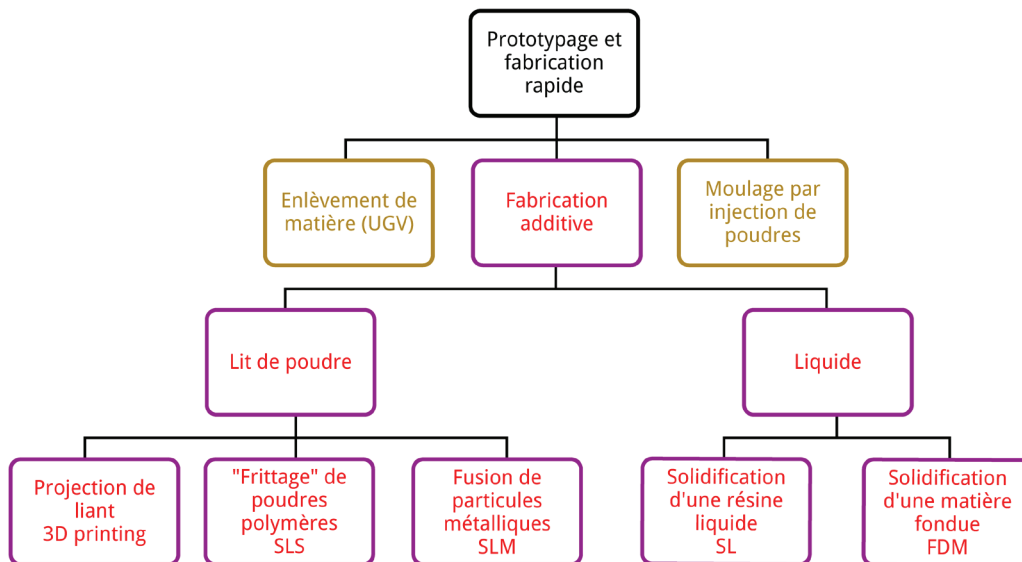 Prototypage et
fabrication
rapide
Enlèvement de
matière (UGV)
Fabrication
additive
Moulage par
injection de
poudres
Lit de poudre
Liquide
Projection de
liant
3D printing
"Frittage" de
poudres
polymères
SLS
Fusion de
particules
métalliques
SLM
Solidification
d'une résine
liquide
SL
Solidification
d'une matière
fondue
FDM